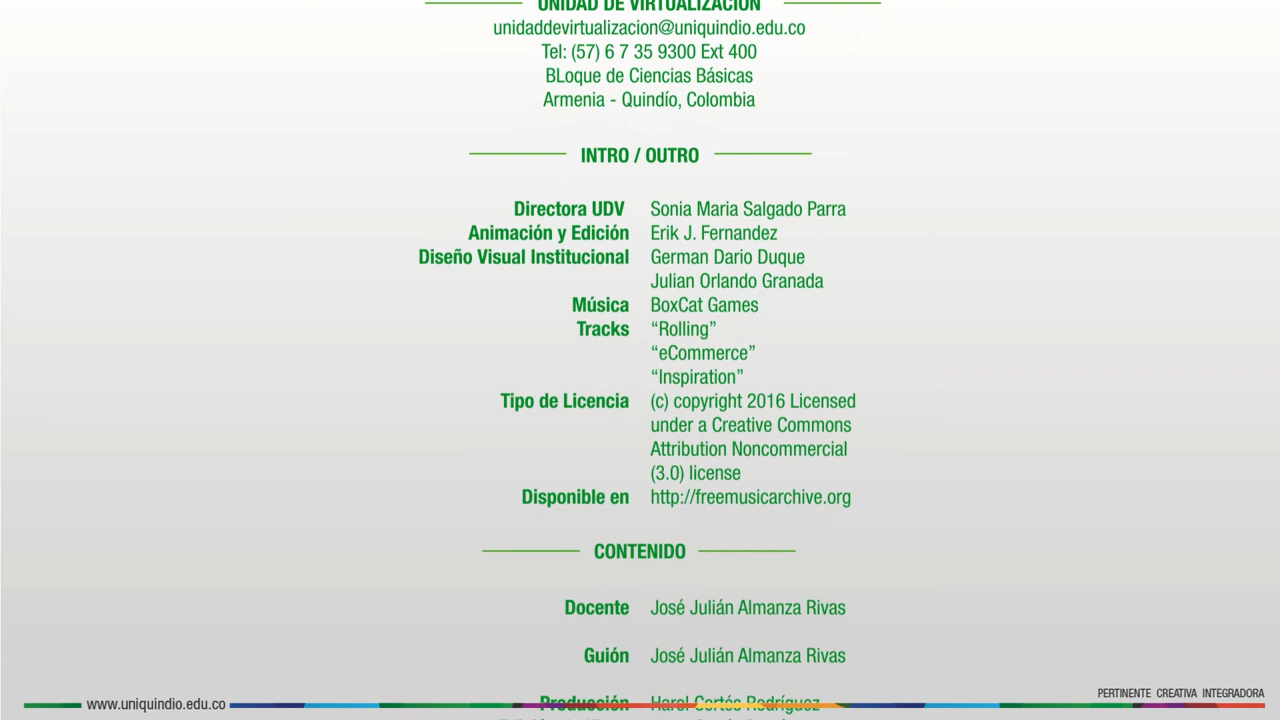 UNIDAD DE VIRTUALIZACIÓN
unidaddevirtualizacion@uniquindio.edu.co
Tel: (57) 6 7 35 9300 Ext 400
BLoque de Ciencias Básicas
Armenia - Quindío, Colombia
INTRO / OUTRO
Directora UDV Sonia Maria Salgado Parra
Animación y Edición Erik J. Fernandez
Diseño Visual Institucional German Dario Duque
Julian Orlando Granada
Música BoxCat Games
Tracks “Rolling”
“eCommerce”
“Inspiration”
Tipo de Licencia (c) copyright 2016 Licensed
under a Creative Commons
Attribution Noncommercial
(3.0) license
Disponible en http://freemusicarchive.org
CONTENIDO
Docente José Julián Almanza Rivas
Guión José Julián Almanza Rivas
Producción Harol Cortés Rodríguez
www.uniquindio.edu.co
PERTINENTE CREATIVA INTEGRADORA